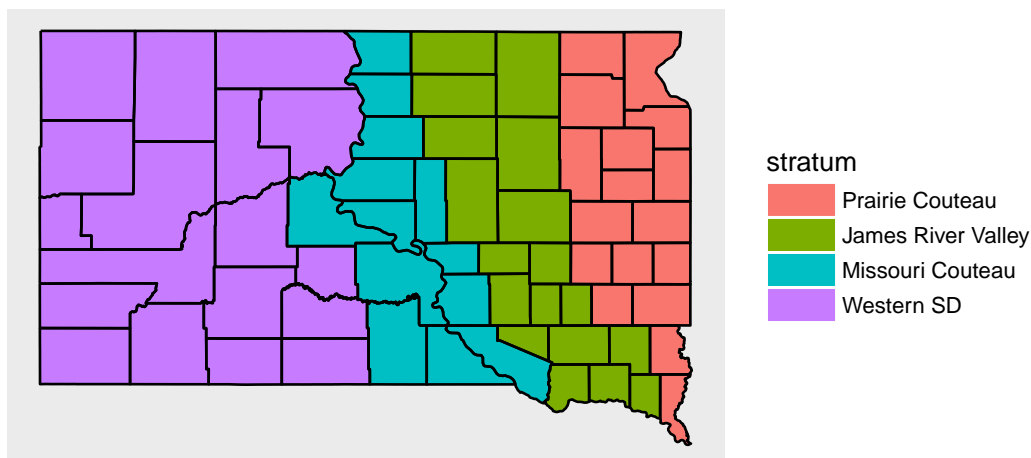 stratum
Prairie Couteau
James River Valley
Missouri Couteau
Western SD